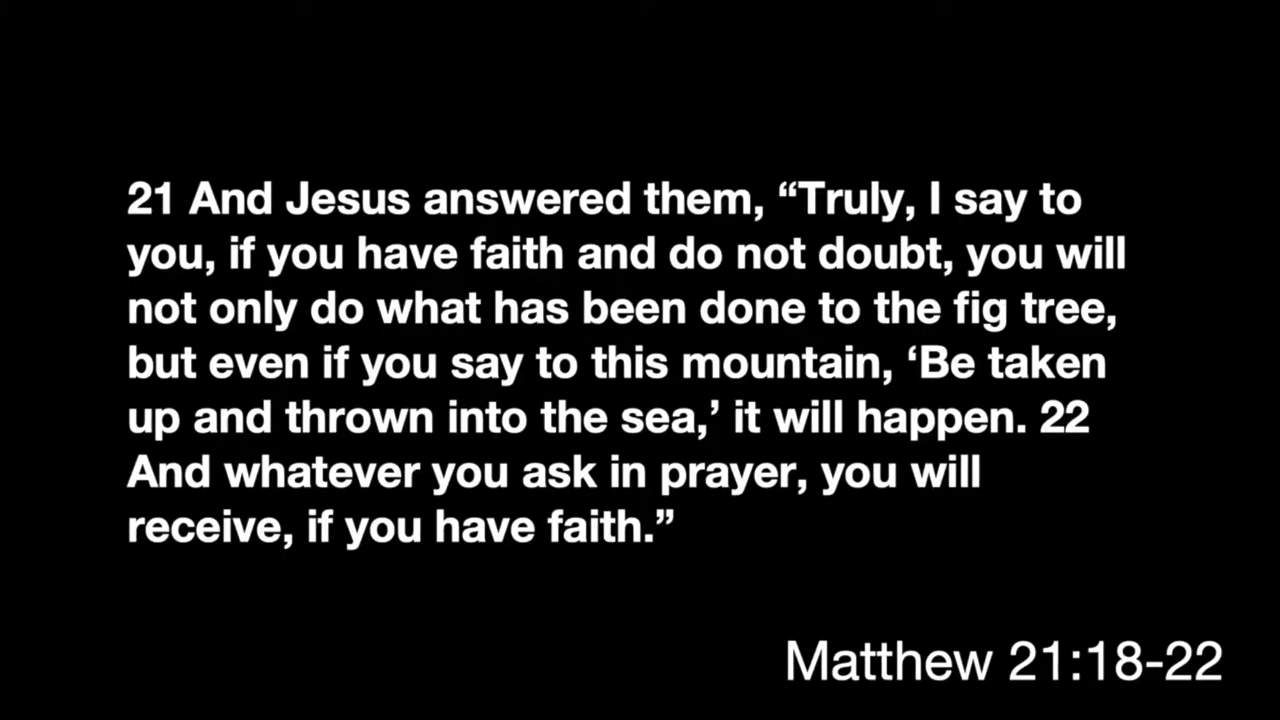 21 And Jesus answered them, “Truly, I say to
you, if you have faith and do not doubt, you will
not only do what has been done to the fig tree,
but even if you say to this mountain, ‘Be taken
up and thrown into the sea,’ it will happen. 22
And whatever you ask in prayer, you will
receive, if you have faith.”
Matthew 21:18-22